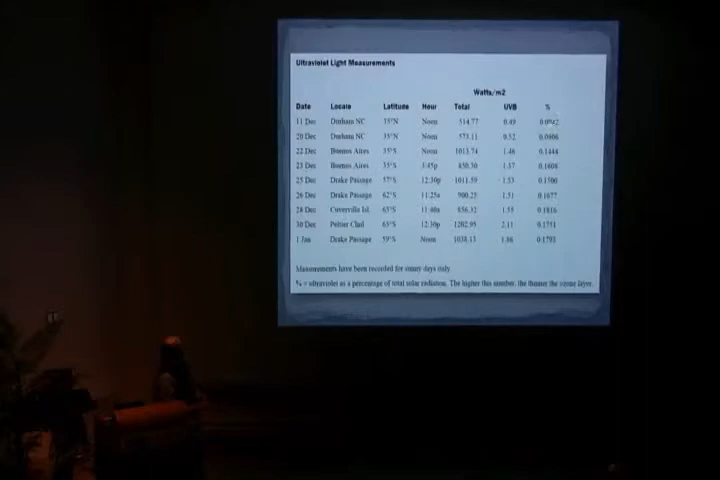 Ultraviolet Light Measurements
Watts/m2
Date Locale Latitude Hour Total UVB %
11 Dec Durham NC 35°N Noon 514.77 0.49
20 Dec Durham NC 35°N Noon 573.11 0.52 0.0906
22 Dec Buenos Aires 35°S Noon 1013.74 1.46 0.1444
23 Dec Buenos Aires 35°S 3:45p 850.30 1.37 0.1608
25 Dec Drake Passage 57°S 12:30p 1011.59 1.53 0.1500
26 Dec Drake Passage 62°S 11:25a 900.25 1.51 0.1677
28 Dec Cuverville Isl. 65°S 11:40a 856.32 1.55 0.1816
30 Dec Peltier Chnl 65°S 12:30p 1202.05 2.11 0.1751
1 Jan Drake Passage 59°S Noon 1038.13 1.86 0.1793
Measurements have been recorded for sunny days only
% = ultraviolet as a percentage of total solar radiation. The higher this number, the thinner the ozone layer.